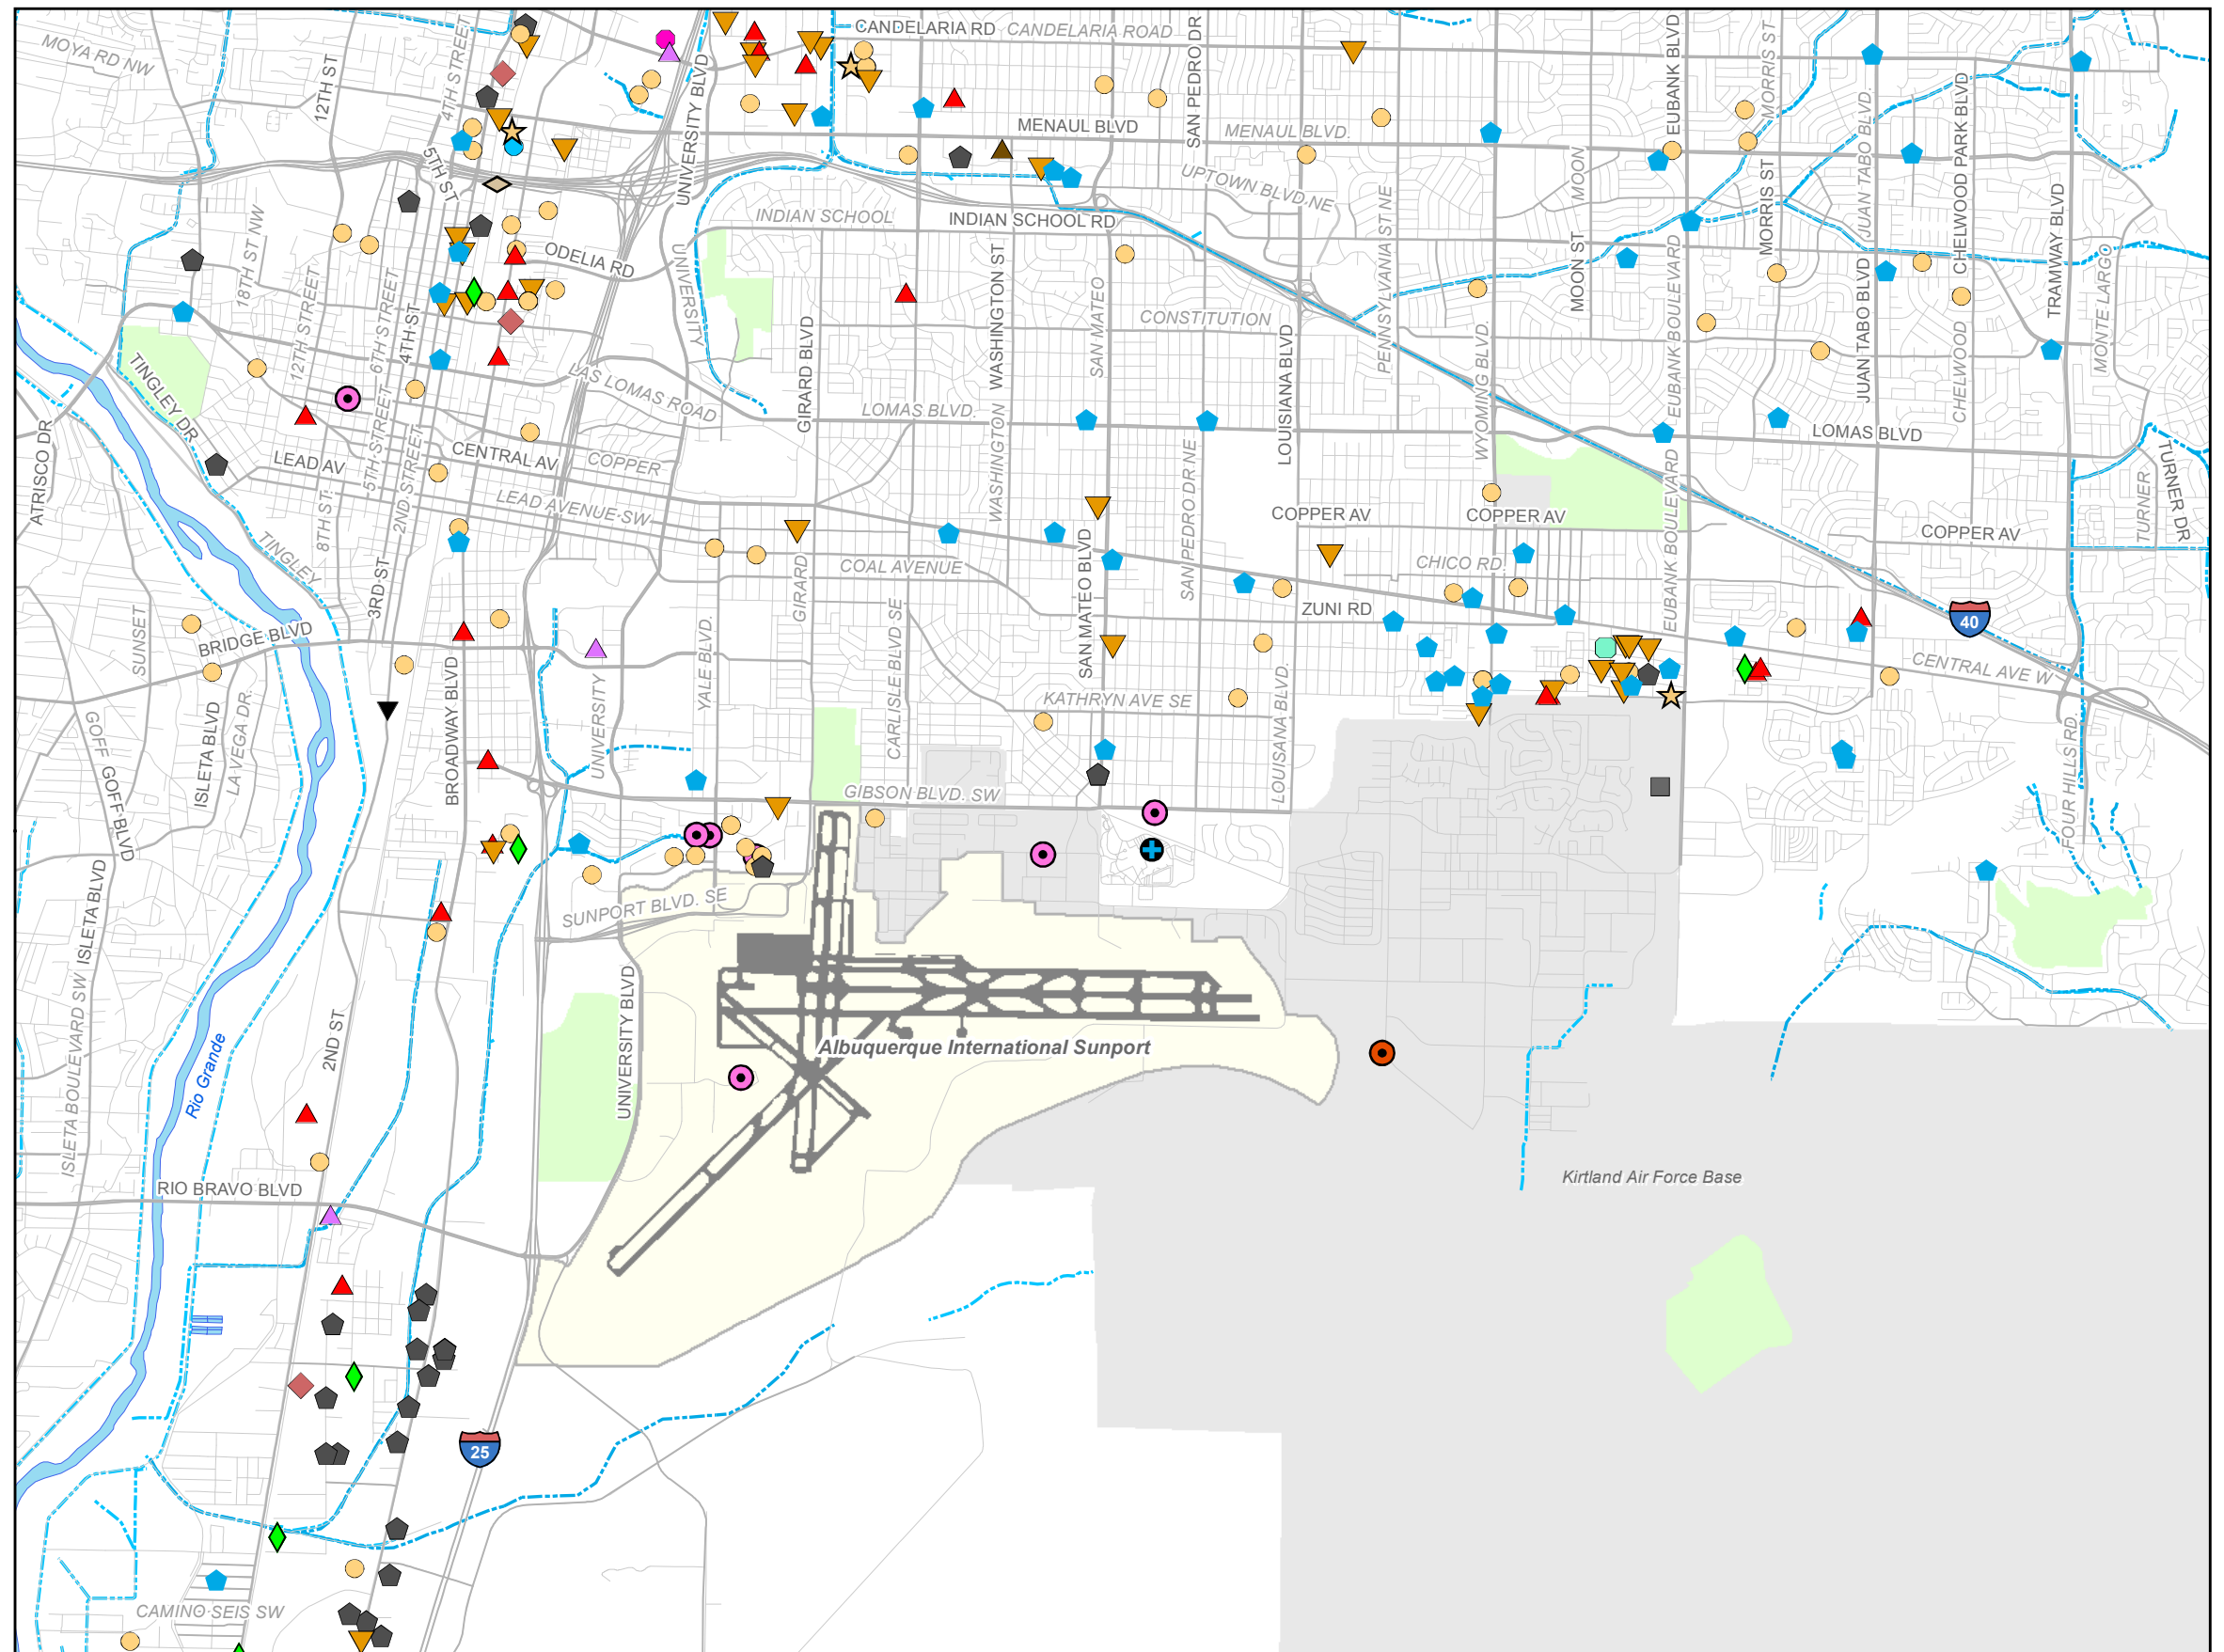 CANDELARIA RD
CANDELARIA ROAD
MOYA RD NW
12TH ST
4TH STREET
UNIVERSITY BLVD
SAN PEDRO DR
EUBANK BLVD
MORRIS ST
MENAUL BLVD
MENAUL BLVD.
JUAN TABO BLVD.
CHELWOOD PARK BLVD
5TH ST
MOON
UPTOWN BLVD NE
18TH ST NW
INDIAN SCHOOL
INDIAN SCHOOL RD
ODELIA RD
UNIVERSITY
WASHINGTON ST
SAN MATEO
PENNSYLVANIA ST NE
MOON ST
EUBANK BOULEVARD
MORRIS ST
JUAN TABO BLVD
TRAMWAY BLVD
MONTE LARGO
12TH STREET
6TH STREET
4TH ST
CONSTITUTION
GIRARD BLVD
LOUISIANA BLVD
WYOMING BLVD.
CHELWOOD
TINGLEY DR
LAS LOMAS ROAD
LOMAS BLVD.
LOMAS BLVD
ATRISCO DR
LEAD AV
CENTRAL AV
COPPER
5TH STREET
2ND STREET
8TH ST.
LEAD AVENUE SW
WASHINGTON
SAN PEDRO DR NE
COPPER AV
COPPER AV
COPPER AV
EUBANK BOULEVARD
TURNER
TURNER DR
TINGLEY
3RD ST
COAL AVENUE
GIRARD
CHICO RD.
ZUNI RD
SUNSET
BRIDGE BLVD
YALE BLVD.
CARLISLE BLVD SE
SAN MATEO BLVD
40
CENTRAL AVE W
KATHRYN AVE SE
GOFF
GOFF BLVD
ISLETA BLVD
LA VEGA DR.
BROADWAY BLVD
UNIVERSITY
LOUISANA BLVD.
FOUR HILLS RD.
GIBSON BLVD. SW
ISLETA BLVD
SUNPORT BLVD. SE
ISLETA BOULEVARD SW
2ND ST
UNIVERSITY BLVD
Rio Grande
Albuquerque International Sunport
Kirtland Air Force Base
RIO BRAVO BLVD
25
CAMINO SEIS SW